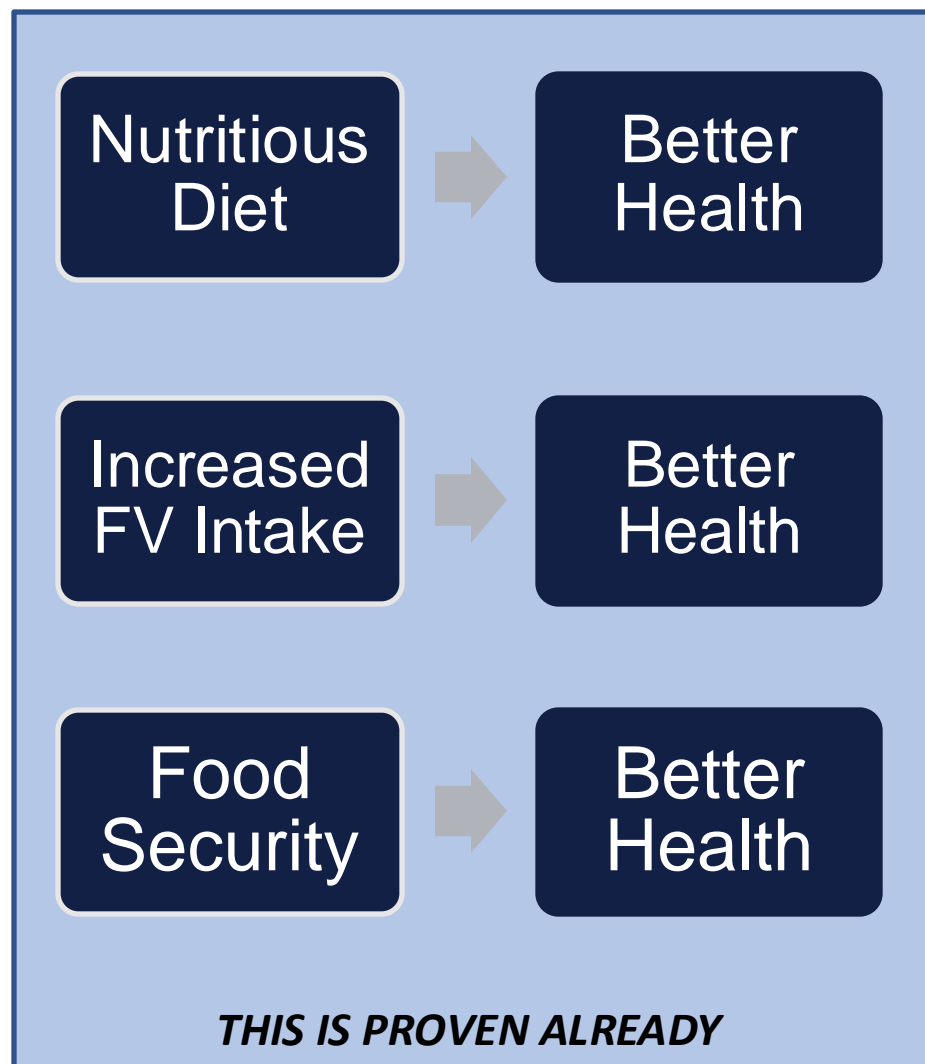 Nutritious
Diet
Better
Health
Increased
FV Intake
Better
Health
Food
Security
Better
Health
THIS IS PROVEN ALREADY